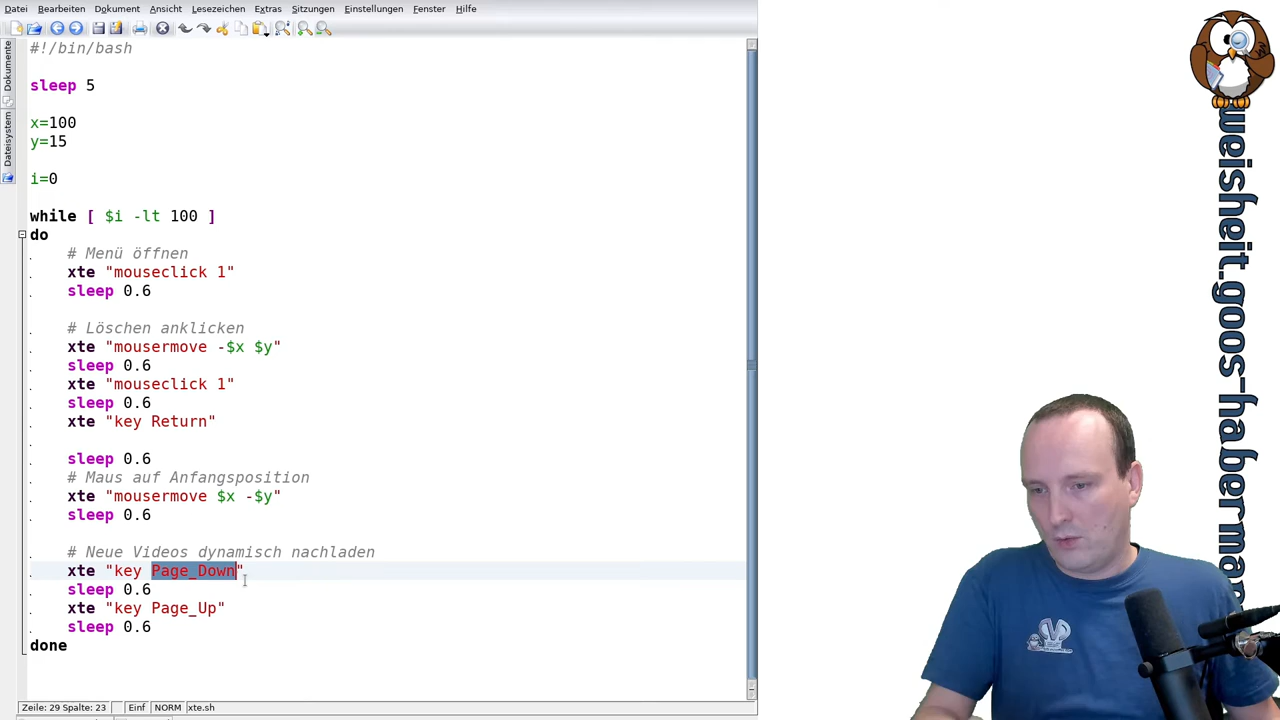 Datei Bearbeiten Dokument Ansicht Lesezeichen Extras Sitzungen Einstellungen Fenster Hilfe
Dokumente
Dateisystem
#!/bin/bash
sleep 5
x=100
y=15
i=0
while [ $i -lt 100 ]
do
# Menü öffnen
xte "mouseclick 1"
sleep 0.6
# Löschen anklicken
xte "mousermove -$x $y"
sleep 0.6
xte "mouseclick 1"
sleep 0.6
xte "key Return"
sleep 0.6
# Maus auf Anfangsposition
xte "mousermove $x -$y"
sleep 0.6
# Neue Videos dynamisch nachladen
xte "key Page_Down"
sleep 0.6
xte "key Page_Up"
sleep 0.6
done
Zeile: 29 Spalte: 23 Einf NORM xte.sh
weisheit.goos-habermann